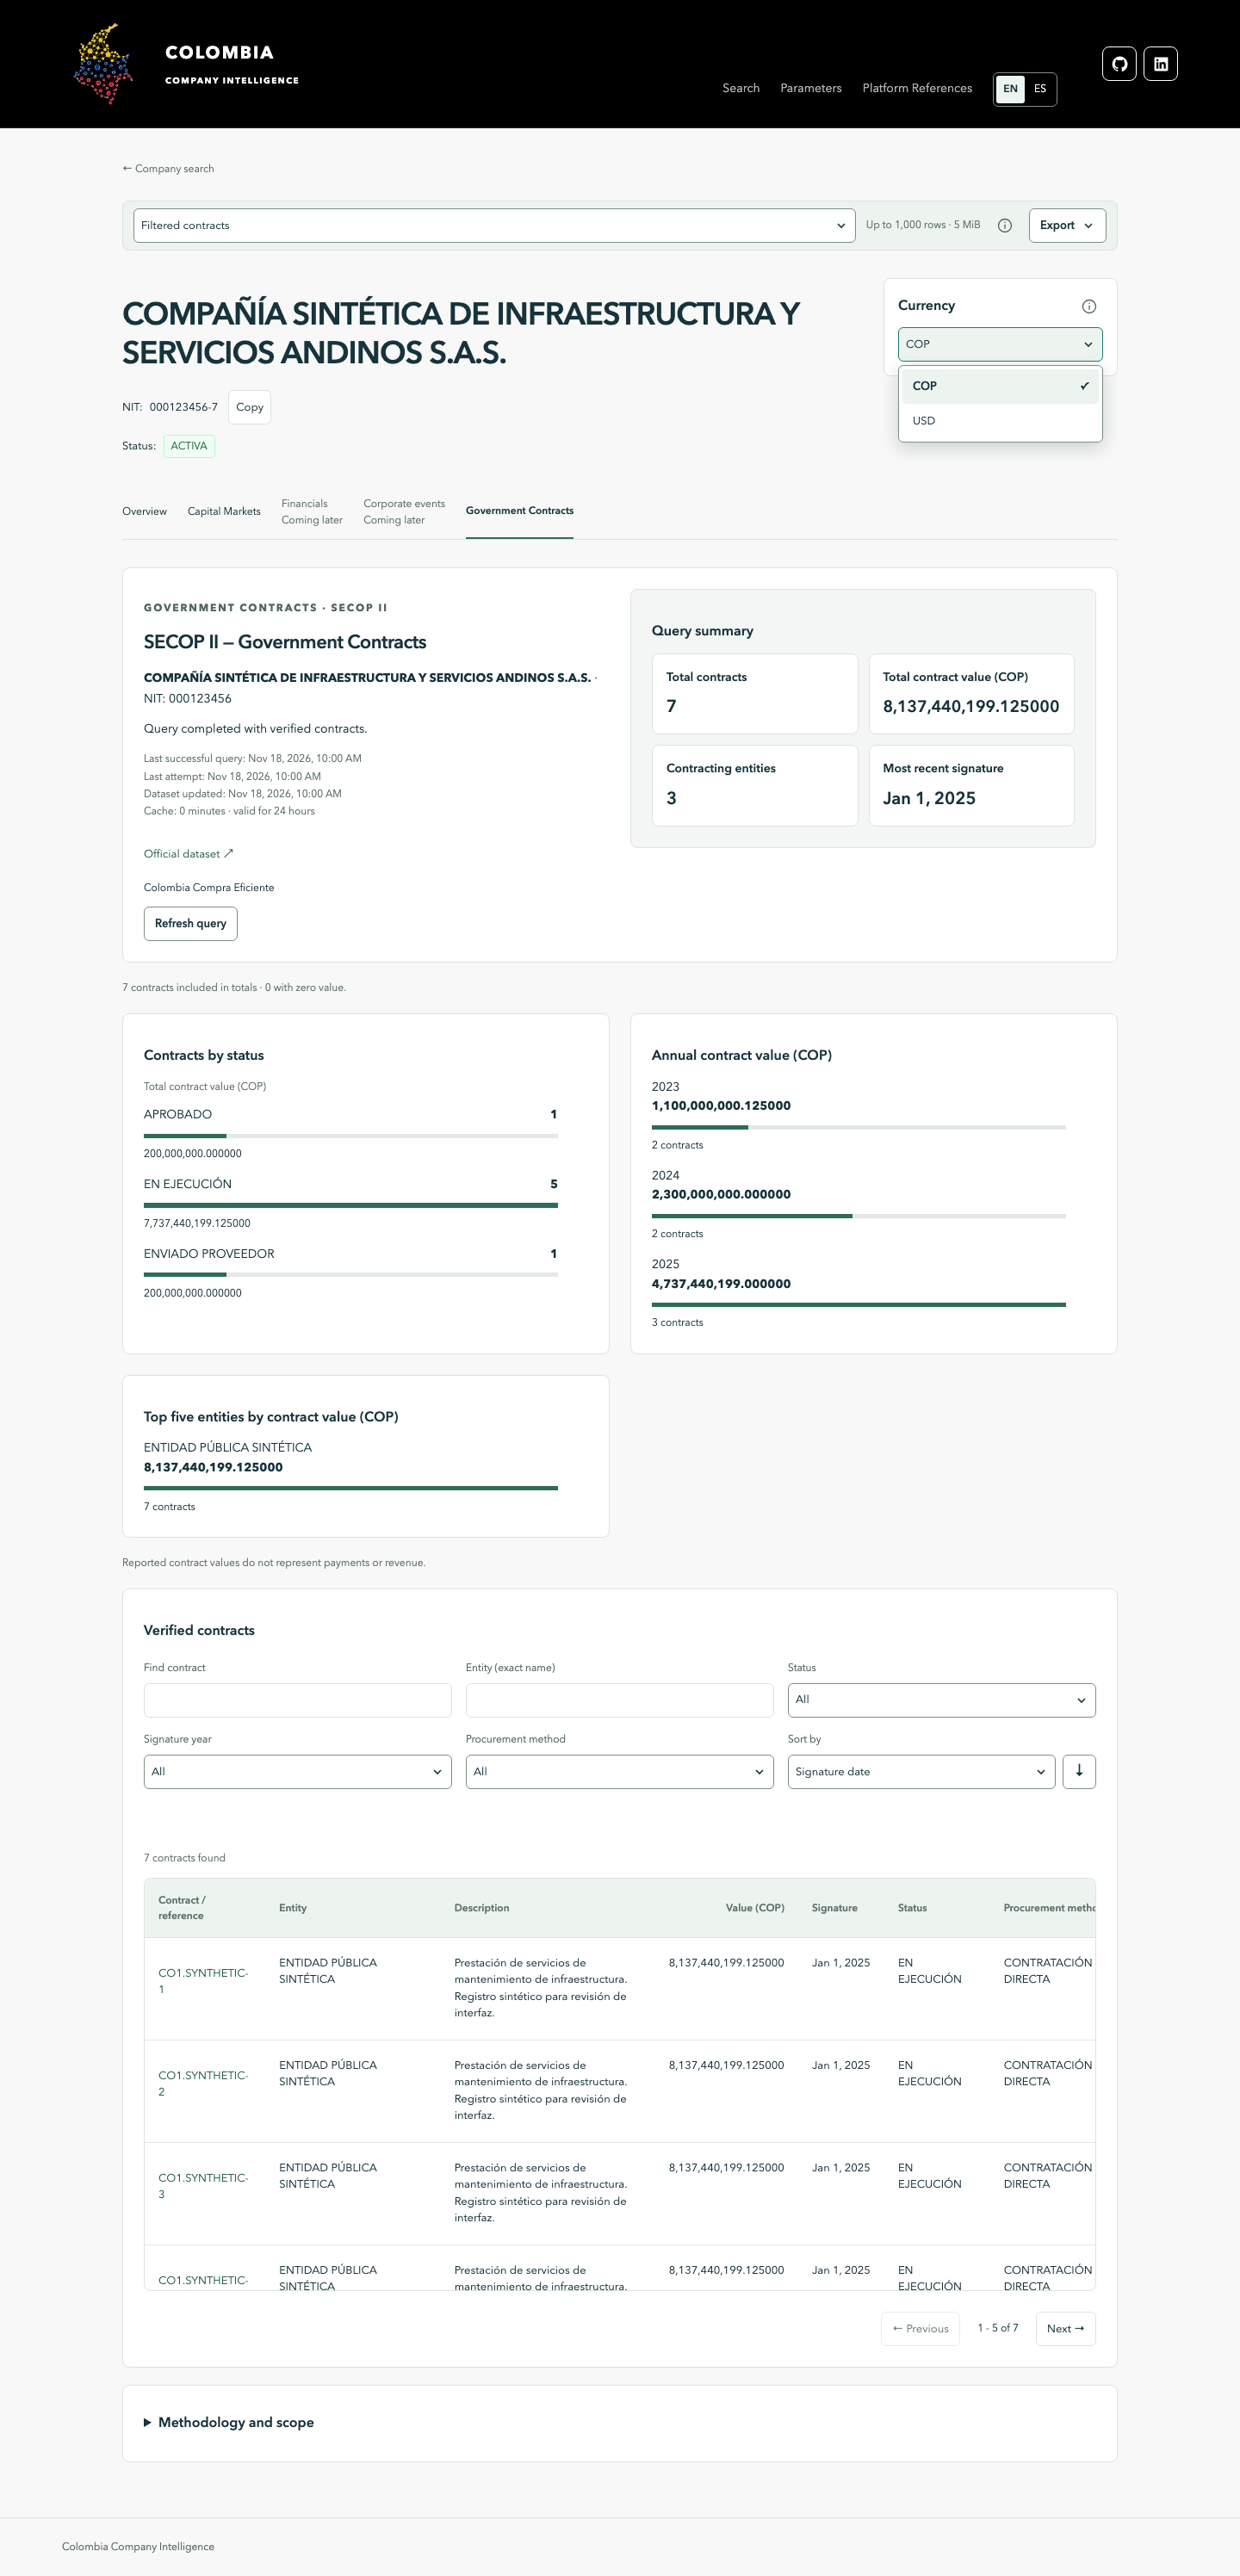 COLOMBIA
COMPANY INTELLIGENCE
Search
Parameters
Platform References
EN
ES
← Company search
Filtered contracts
Up to 1,000 rows · 5 MiB
Export
COMPAÑÍA SINTÉTICA DE INFRAESTRUCTURA Y
SERVICIOS ANDINOS S.A.S.
NIT: 000123456-7
Copy
Status: ACTIVA
Currency
COP
COP ✓
USD
Overview
Capital Markets
Financials
Coming later
Corporate events
Coming later
Government Contracts
GOVERNMENT CONTRACTS · SECOP II
SECOP II – Government Contracts
COMPAÑÍA SINTÉTICA DE INFRAESTRUCTURA Y SERVICIOS ANDINOS S.A.S. ·
NIT: 000123456
Query completed with verified contracts.
Last successful query: Nov 18, 2026, 10:00 AM
Last attempt: Nov 18, 2026, 10:00 AM
Dataset updated: Nov 18, 2026, 10:00 AM
Cache: 0 minutes · valid for 24 hours
Official dataset ↗
Colombia Compra Eficiente
Refresh query
Query summary
Total contracts
7
Total contract value (COP)
8,137,440,199.125000
Contracting entities
3
Most recent signature
Jan 1, 2025
7 contracts included in totals · 0 with zero value.
Contracts by status
Total contract value (COP)
APROBADO 1
200,000,000.000000
EN EJECUCIÓN 5
7,737,440,199.125000
ENVIADO PROVEEDOR 1
200,000,000.000000
Annual contract value (COP)
2023
1,100,000,000.125000
2 contracts
2024
2,300,000,000.000000
2 contracts
2025
4,737,440,199.000000
3 contracts
Top five entities by contract value (COP)
ENTIDAD PÚBLICA SINTÉTICA
8,137,440,199.125000
7 contracts
Reported contract values do not represent payments or revenue.
Verified contracts
Find contract
Entity (exact name)
Status
All
Signature year
All
Procurement method
All
Sort by
Signature date
↓
7 contracts found
Contract /
reference
Entity
Description
Value (COP)
Signature
Status
Procurement metho
CO1.SYNTHETIC-
1
ENTIDAD PÚBLICA
SINTÉTICA
Prestación de servicios de
mantenimiento de infraestructura.
Registro sintético para revisión de
interfaz.
8,137,440,199.125000
Jan 1, 2025
EN
EJECUCIÓN
CONTRATACIÓN
DIRECTA
CO1.SYNTHETIC-
2
ENTIDAD PÚBLICA
SINTÉTICA
Prestación de servicios de
mantenimiento de infraestructura.
Registro sintético para revisión de
interfaz.
8,137,440,199.125000
Jan 1, 2025
EN
EJECUCIÓN
CONTRATACIÓN
DIRECTA
CO1.SYNTHETIC-
3
ENTIDAD PÚBLICA
SINTÉTICA
Prestación de servicios de
mantenimiento de infraestructura.
Registro sintético para revisión de
interfaz.
8,137,440,199.125000
Jan 1, 2025
EN
EJECUCIÓN
CONTRATACIÓN
DIRECTA
CO1.SYNTHETIC-
ENTIDAD PÚBLICA
SINTÉTICA
Prestación de servicios de
mantenimiento de infraestructura.
8,137,440,199.125000
Jan 1, 2025
EN
EJECUCIÓN
CONTRATACIÓN
DIRECTA
← Previous
1 - 5 of 7
Next →
▶ Methodology and scope
Colombia Company Intelligence